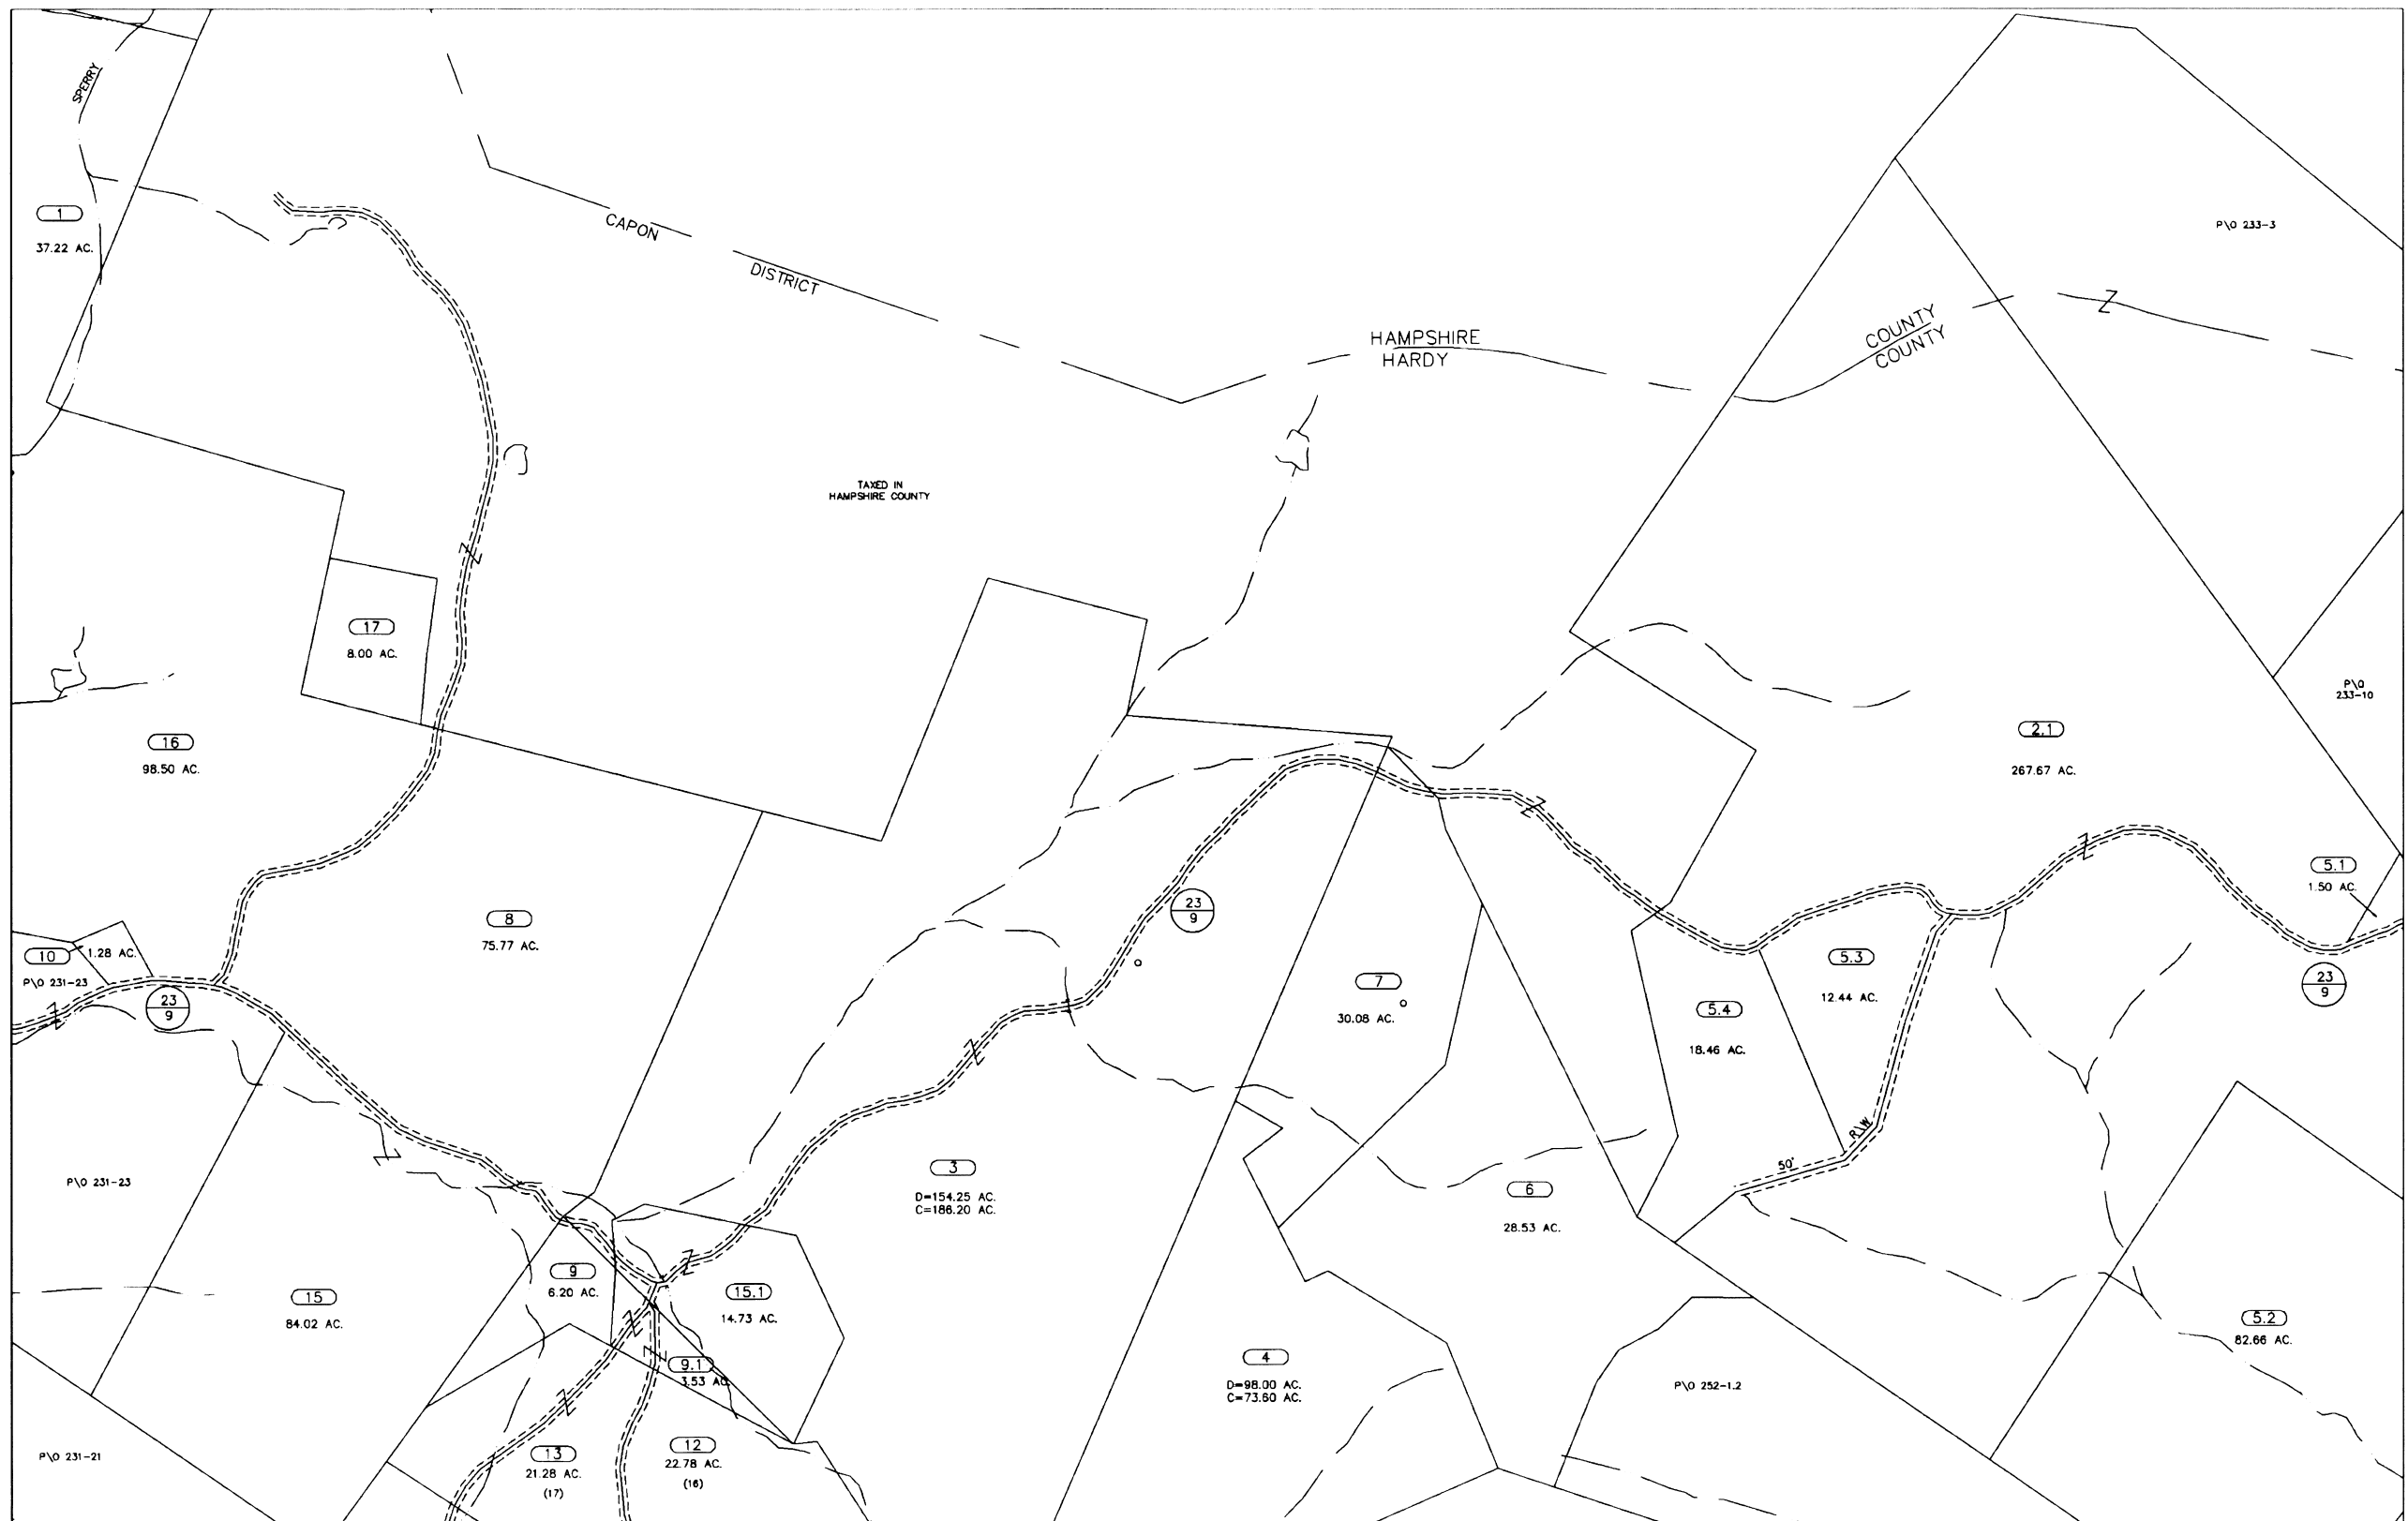 SPERRY
1
37.22 AC.
CAPON
DISTRICT
P\O 233-3
HAMPSHIRE
HARDY
COUNTY
COUNTY
TAXED IN
HAMPSHIRE COUNTY
17
8.00 AC.
P\O
233-10
16
98.50 AC.
2.1
267.67 AC.
5.1
1.50 AC.
8
75.77 AC.
23
9
10
1.28 AC.
P\O 231-23
23
9
7
30.08 AC.
5.3
12.44 AC.
5.4
18.46 AC.
23
9
R\W
50'
P\O 231-23
3
D=154.25 AC.
C=186.20 AC.
6
28.53 AC.
9
6.20 AC.
15.1
14.73 AC.
15
84.02 AC.
5.2
82.66 AC.
9.1
3.53 AC.
4
D=98.00 AC.
C=73.60 AC.
P\O 252-1.2
P\O 231-21
13
21.28 AC.
(17)
12
22.78 AC.
(16)